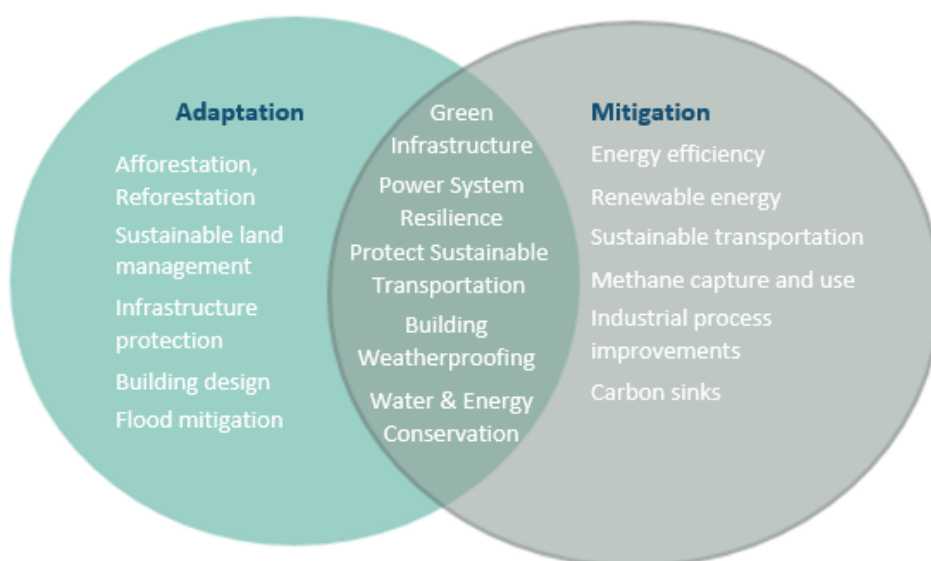 Adaptation
Afforestation,
Reforestation
Sustainable land
management
Infrastructure
protection
Building design
Flood mitigation
Green
Infrastructure
Power System
Resilience
Protect Sustainable
Transportation
Building
Weatherproofing
Water & Energy
Conservation
Mitigation
Energy efficiency
Renewable energy
Sustainable transportation
Methane capture and use
Industrial process
improvements
Carbon sinks